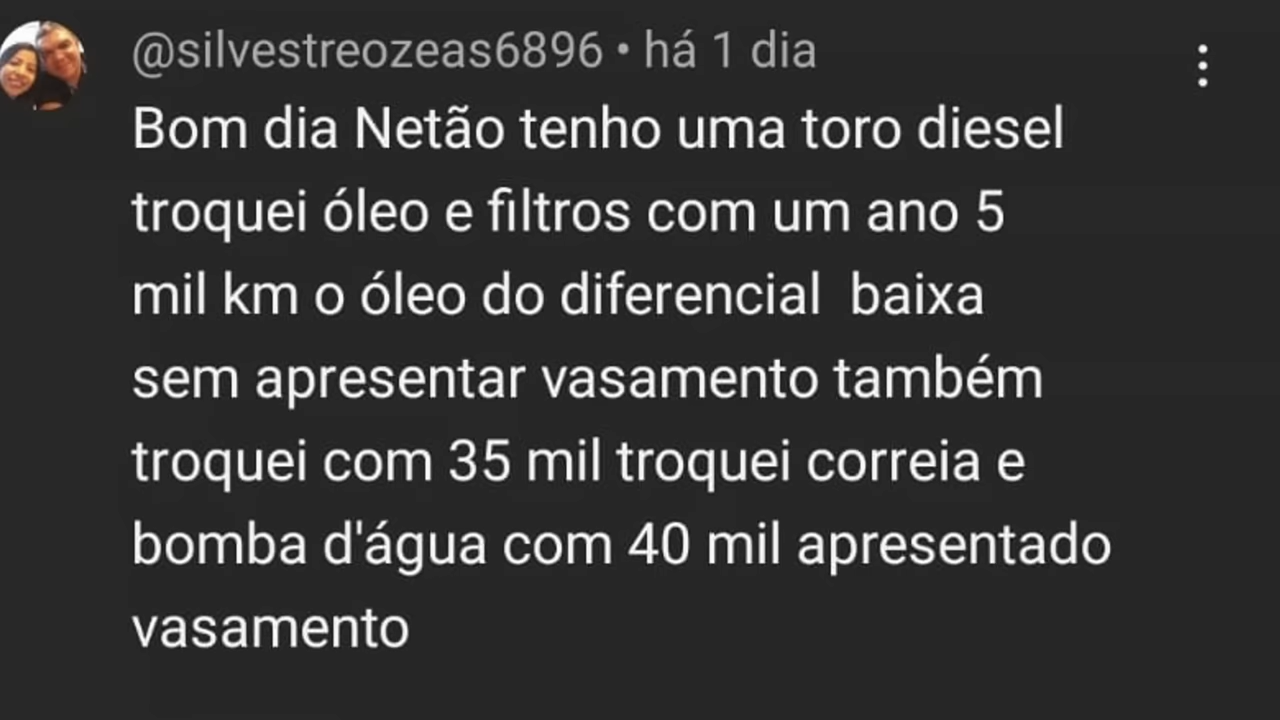 @silvestreozeas6896 • há 1 dia
Bom dia Netão tenho uma toro diesel
troquei óleo e filtros com um ano 5
mil km o óleo do diferencial  baixa
sem apresentar vasamento também
troquei com 35 mil troquei correia e
bomba d'água com 40 mil apresentado
vasamento